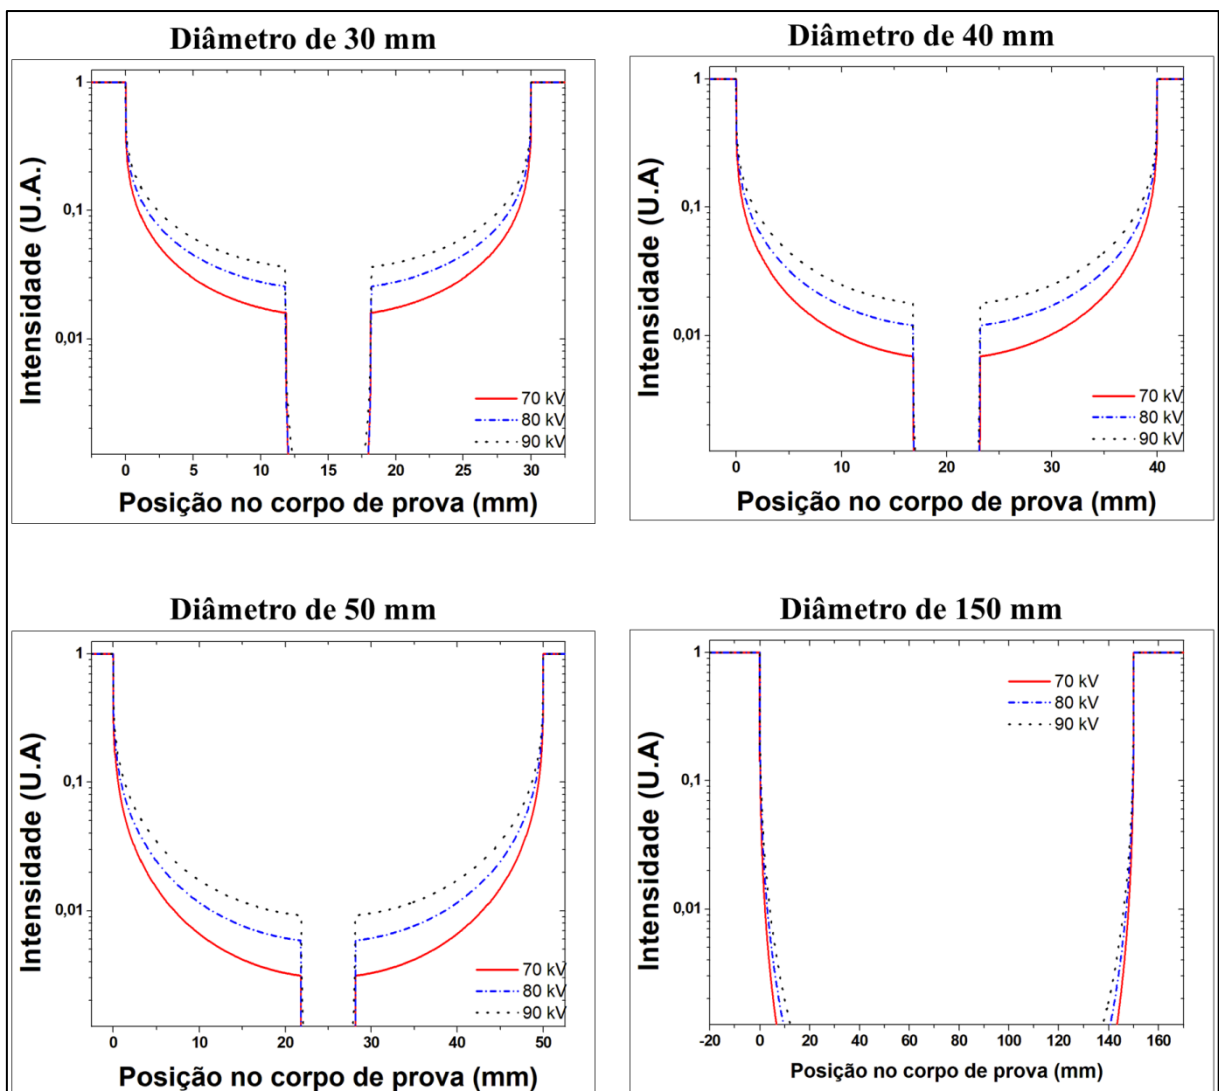 Diâmetro de 30 mm
Intensidade (U.A.)
1
0,1
0,01
70 kV
80 kV
90 kV
0 5 10 15 20 25 30
Posição no corpo de prova (mm)
Diâmetro de 40 mm
Intensidade (U.A)
1
0,1
0,01
70 kV
80 kV
90 kV
0 10 20 30 40
Posição no corpo de prova (mm)
Diâmetro de 50 mm
Intensidade (U.A)
1
0,1
0,01
70 kV
80 kV
90 kV
0 10 20 30 40 50
Posição no corpo de prova (mm)
Diâmetro de 150 mm
Intensidade (U.A)
1
0,1
0,01
70 kV
80 kV
90 kV
-20 0 20 40 60 80 100 120 140 160
Posição no corpo de prova (mm)